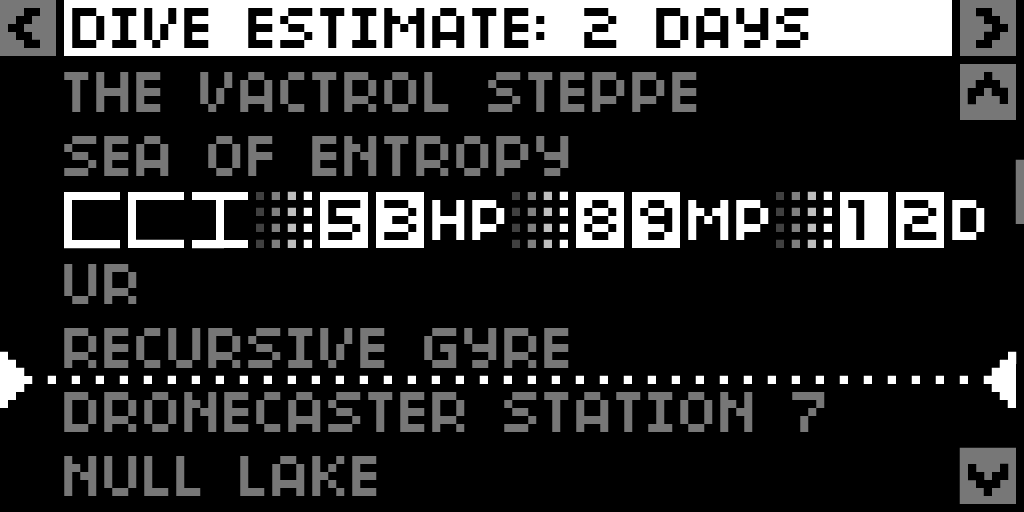 DIVE ESTIMATE: 2 DAYS
THE VACTROL STEPPE
SEA OF ENTROPY
CCI 53HP 89MP 12D
UR
RECURSIVE GYRE
DRONECASTER STATION 7
NULL LAKE